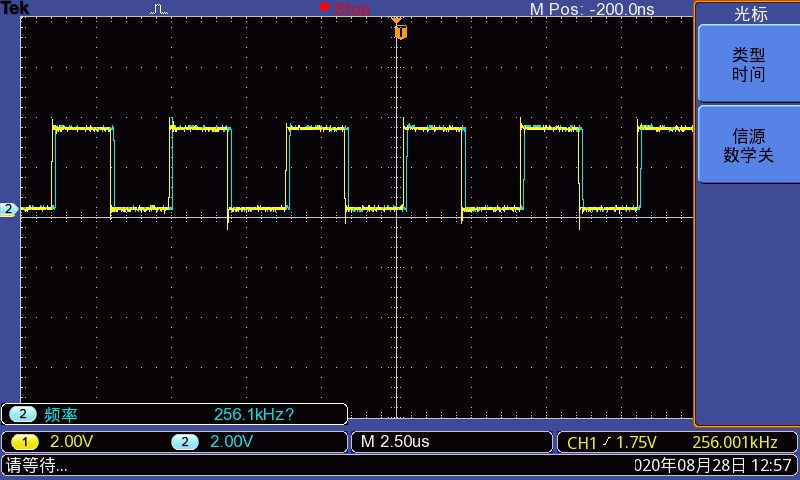 Tek
Stop
M Pos: -200.0ns
光标
T
类型
时间
信源
数学关
2
2 频率 256.1kHz?
1 2.00V 2 2.00V M 2.50us CH1 1.75V 256.001kHz
请等待... 020年08月28日 12:57